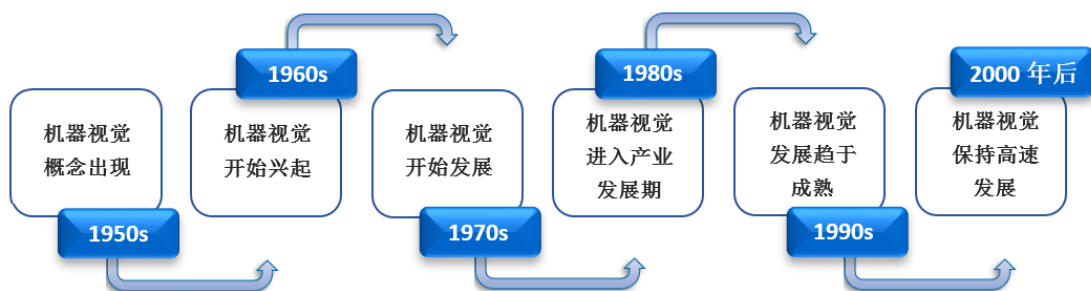 机器视觉
概念出现
1950s
1960s
机器视觉
开始兴起
机器视觉
开始发展
1970s
1980s
机器视觉
进入产业
发展期
机器视觉
发展趋于
成熟
1990s
2000 年后
机器视觉
保持高速
发展